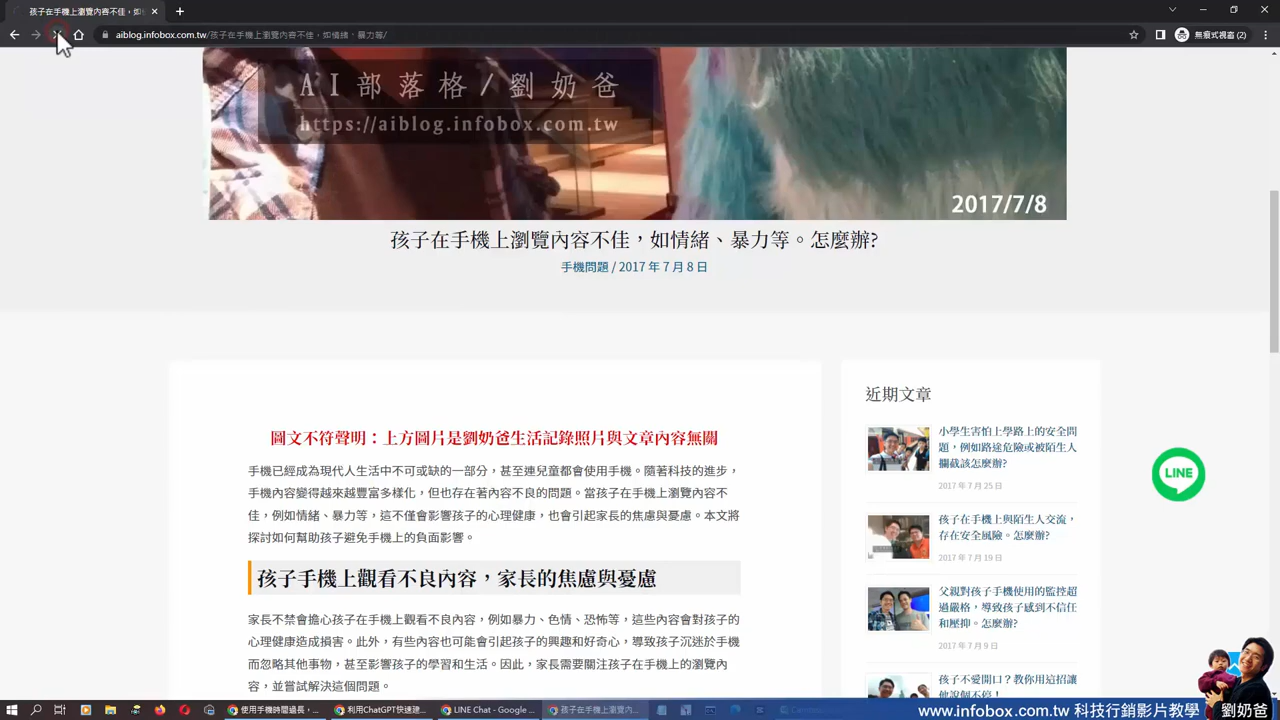 孩子在手機上瀏覽內容不佳，如
aiblog.infobox.com.tw/孩子在手機上瀏覽內容不佳，如情緒、暴力等/
無痕式視窗 (2)
AI部落格/劉奶爸
https://aiblog.infobox.com.tw
2017/7/8
孩子在手機上瀏覽內容不佳，如情緒、暴力等。怎麼辦?
手機問題 / 2017 年 7 月 8 日
圖文不符聲明：上方圖片是劉奶爸生活記錄照片與文章內容無關
手機已經成為現代人生活中不可或缺的一部分，甚至連兒童都會使用手機。隨著科技的進步，
手機內容變得越來越豐富多樣化，但也存在著內容不良的問題。當孩子在手機上瀏覽內容不
佳，例如情緒、暴力等，這不僅會影響孩子的心理健康，也會引起家長的焦慮與憂慮。本文將
探討如何幫助孩子避免手機上的負面影響。
孩子手機上觀看不良內容，家長的焦慮與憂慮
家長不禁會擔心孩子在手機上觀看不良內容，例如暴力、色情、恐怖等，這些內容會對孩子的
心理健康造成損害。此外，有些內容也可能會引起孩子的興趣和好奇心，導致孩子沉迷於手機
而忽略其他事物，甚至影響孩子的學習和生活。因此，家長需要關注孩子在手機上的瀏覽內
容，並嘗試解決這個問題。
近期文章
小學生害怕上學路上的安全問
題，例如路途危險或被陌生人
攔截該怎麼辦?
2017 年 7 月 25 日
孩子在手機上與陌生人交流，
存在安全風險。怎麼辦?
2017 年 7 月 19 日
父親對孩子手機使用的監控超
過嚴格，導致孩子感到不信任
和壓抑。怎麼辦?
2017 年 7 月 9 日
孩子不愛開口？教你用這招讓
他說個不停！
LINE
使用手機時間過長，...
利用ChatGPT快速建...
LINE Chat - Google ...
孩子在手機上瀏覽內...
www.infobox.com.tw 科技行銷影片教學
劉奶爸